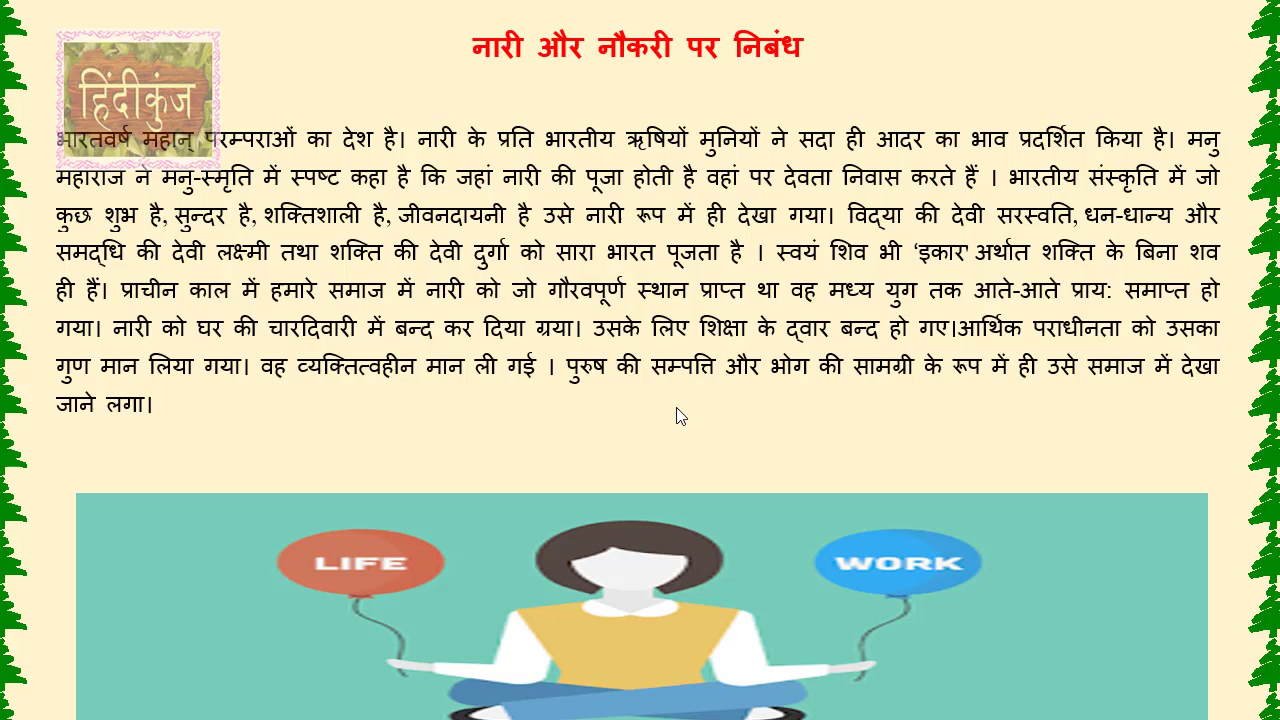 नारी और नौकरी पर निबंध
हिंदीकुंज
भारतवर्ष महान् परम्पराओं का देश है। नारी के प्रति भारतीय ऋषियों मुनियों ने सदा ही आदर का भाव प्रदर्शित किया है। मनु
महाराज ने मनु-स्मृति में स्पष्ट कहा है कि जहां नारी की पूजा होती है वहां पर देवता निवास करते हैं । भारतीय संस्कृति में जो
कुछ शुभ है, सुन्दर है, शक्तिशाली है, जीवनदायनी है उसे नारी रूप में ही देखा गया। विद्या की देवी सरस्वति, धन-धान्य और
समद्धि की देवी लक्ष्मी तथा शक्ति की देवी दुर्गा को सारा भारत पूजता है । स्वयं शिव भी ‘इकार’ अर्थात शक्ति के बिना शव
ही हैं। प्राचीन काल में हमारे समाज में नारी को जो गौरवपूर्ण स्थान प्राप्त था वह मध्य युग तक आते-आते प्राय: समाप्त हो
गया। नारी को घर की चारदिवारी में बन्द कर दिया ग्रया। उसके लिए शिक्षा के द्वार बन्द हो गए।आर्थिक पराधीनता को उसका
गुण मान लिया गया। वह व्यक्तित्वहीन मान ली गई । पुरुष की सम्पत्ति और भोग की सामग्री के रूप में ही उसे समाज में देखा
जाने लगा।
LIFE
WORK